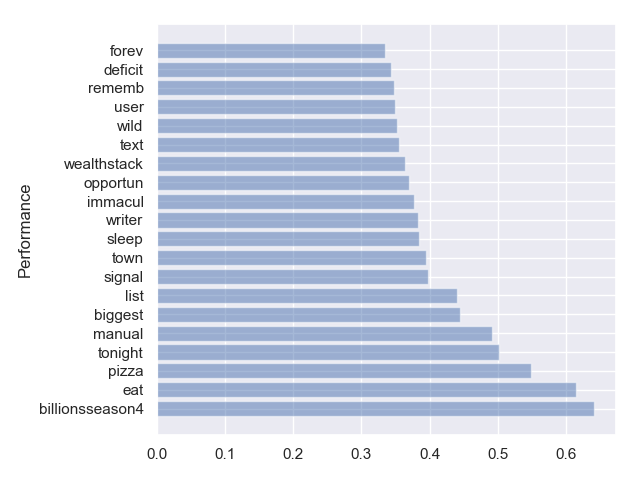 Performance
forev
deficit
rememb
user
wild
text
wealthstack
opportun
immacul
writer
sleep
town
signal
list
biggest
manual
tonight
pizza
eat
billionsseason4
0.0 0.1 0.2 0.3 0.4 0.5 0.6